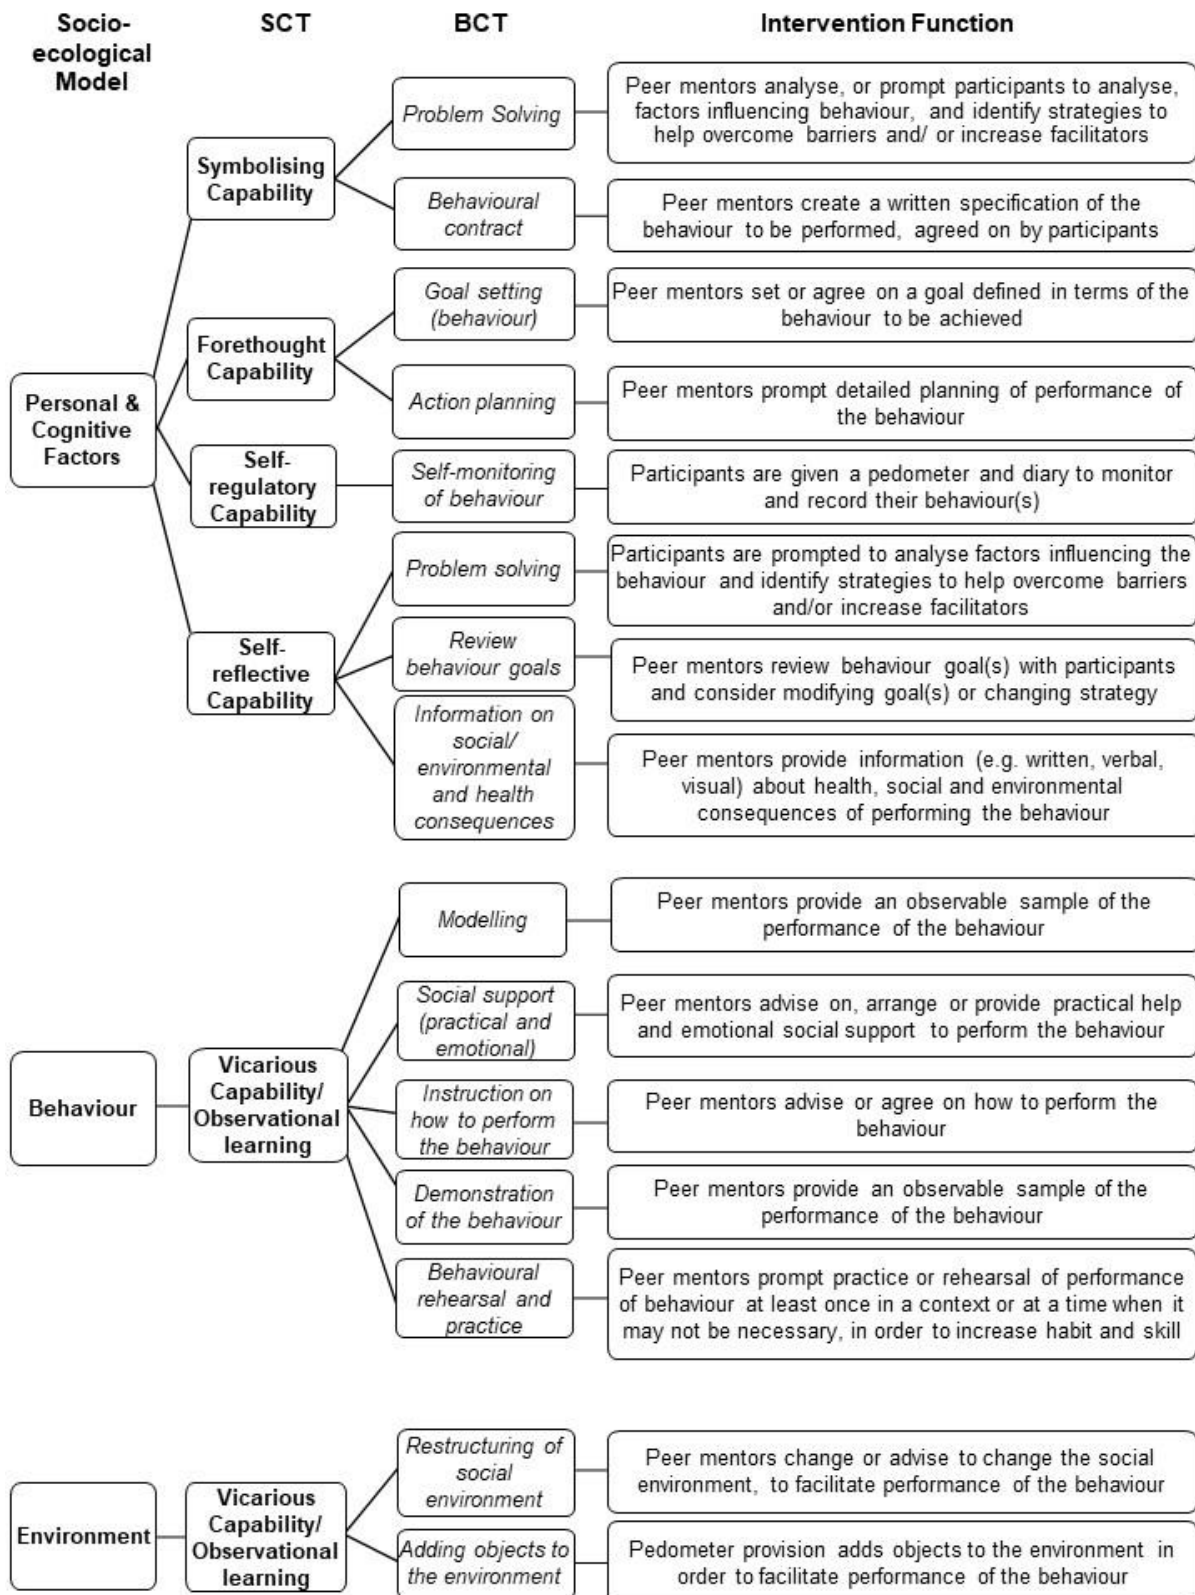 Socio-
ecological
Model
SCT
BCT
Intervention Function
Personal &
Cognitive
Factors
Symbolising
Capability
Problem Solving
Peer mentors analyse, or prompt participants to analyse,
factors influencing behaviour, and identify strategies to
help overcome barriers and/ or increase facilitators
Behavioural
contract
Peer mentors create a written specification of the
behaviour to be performed, agreed on by participants
Forethought
Capability
Goal setting
(behaviour)
Peer mentors set or agree on a goal defined in terms of the
behaviour to be achieved
Action planning
Peer mentors prompt detailed planning of performance of
the behaviour
Self-
regulatory
Capability
Self-monitoring
of behaviour
Participants are given a pedometer and diary to monitor
and record their behaviour(s)
Self-
reflective
Capability
Problem solving
Participants are prompted to analyse factors influencing the
behaviour and identify strategies to help overcome barriers
and/or increase facilitators
Review
behaviour goals
Peer mentors review behaviour goal(s) with participants
and consider modifying goal(s) or changing strategy
Information on
social/
environmental
and health
consequences
Peer mentors provide information (e.g. written, verbal,
visual) about health, social and environmental
consequences of performing the behaviour
Behaviour
Vicarious
Capability/
Observational
learning
Modelling
Peer mentors provide an observable sample of the
performance of the behaviour
Social support
(practical and
emotional)
Peer mentors advise on, arrange or provide practical help
and emotional social support to perform the behaviour
Instruction on
how to perform
the behaviour
Peer mentors advise or agree on how to perform the
behaviour
Demonstration
of the behaviour
Peer mentors provide an observable sample of the
performance of the behaviour
Behavioural
rehearsal and
practice
Peer mentors prompt practice or rehearsal of performance
of behaviour at least once in a context or at a time when it
may not be necessary, in order to increase habit and skill
Environment
Vicarious
Capability/
Observational
learning
Restructuring of
social
environment
Peer mentors change or advise to change the social
environment, to facilitate performance of the behaviour
Adding objects to
the environment
Pedometer provision adds objects to the environment in
order to facilitate performance of the behaviour